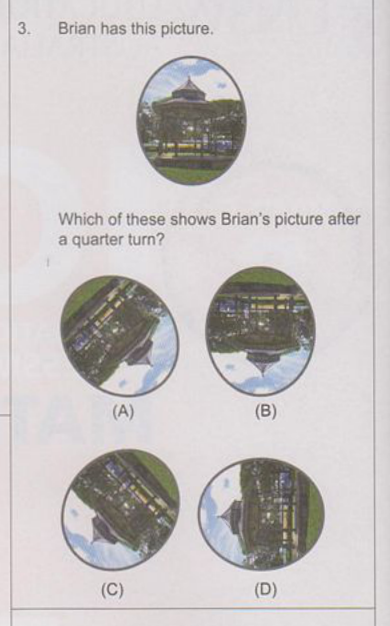 3. Brian has this picture.
Which of these shows Brian's picture after
a quarter turn?
(A)
(B)
(C)
(D)